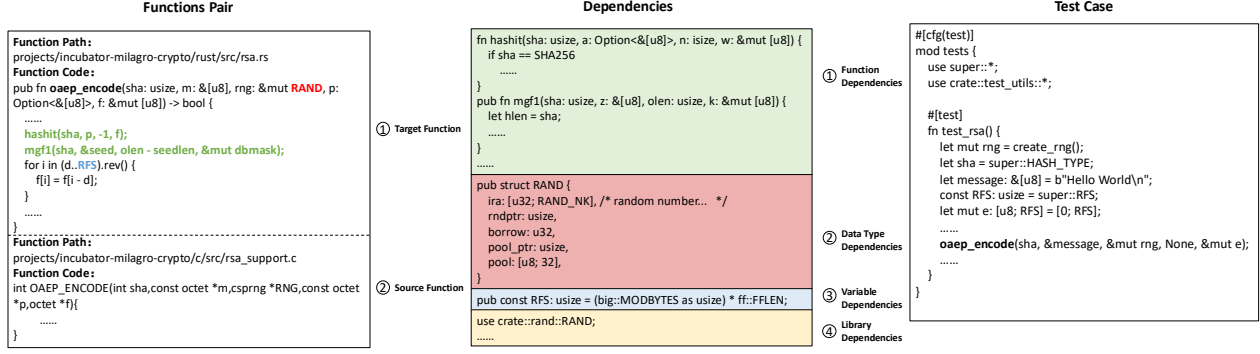 Functions Pair
Function Path:
projects/incubator-milagro-crypto/rust/src/rsa.rs
Function Code:
pub fn oaep_encode(sha: usize, m: &[u8], rng: &mut RAND, p:
Option<&[u8]>, f: &mut [u8]) -> bool {
......
hashit(sha, p, -1, f);
mgf1(sha, &seed, olen - seedlen, &mut dbmask);
for i in (d..RFS).rev() {
f[i] = f[i - d];
}
......
}
① Target Function
Function Path:
projects/incubator-milagro-crypto/c/src/rsa_support.c
Function Code:
int OAEP_ENCODE(int sha,const octet *m,csprng *RNG,const octet
*p,octet *f){
......
}
② Source Function
Dependencies
fn hashit(sha: usize, a: Option<&[u8]>, n: isize, w: &mut [u8]) {
if sha == SHA256
......
}
pub fn mgf1(sha: usize, z: &[u8], olen: usize, k: &mut [u8]) {
let hlen = sha;
......
}
......
① Function
Dependencies
pub struct RAND {
ira: [u32; RAND_NK], /* random number... */
rndptr: usize,
borrow: u32,
pool_ptr: usize,
pool: [u8; 32],
}
② Data Type
Dependencies
pub const RFS: usize = (big::MODBYTES as usize) * ff::FFLEN;
③ Variable
Dependencies
use crate::rand::RAND;
......
④ Library
Dependencies
Test Case
#[cfg(test)]
mod tests {
use super::*;
use crate::test_utils::*;
#[test]
fn test_rsa() {
let mut rng = create_rng();
let sha = super::HASH_TYPE;
let message: &[u8] = b"Hello World\n";
const RFS: usize = super::RFS;
let mut e: [u8; RFS] = [0; RFS];
......
oaep_encode(sha, &message, &mut rng, None, &mut e);
......
}
}